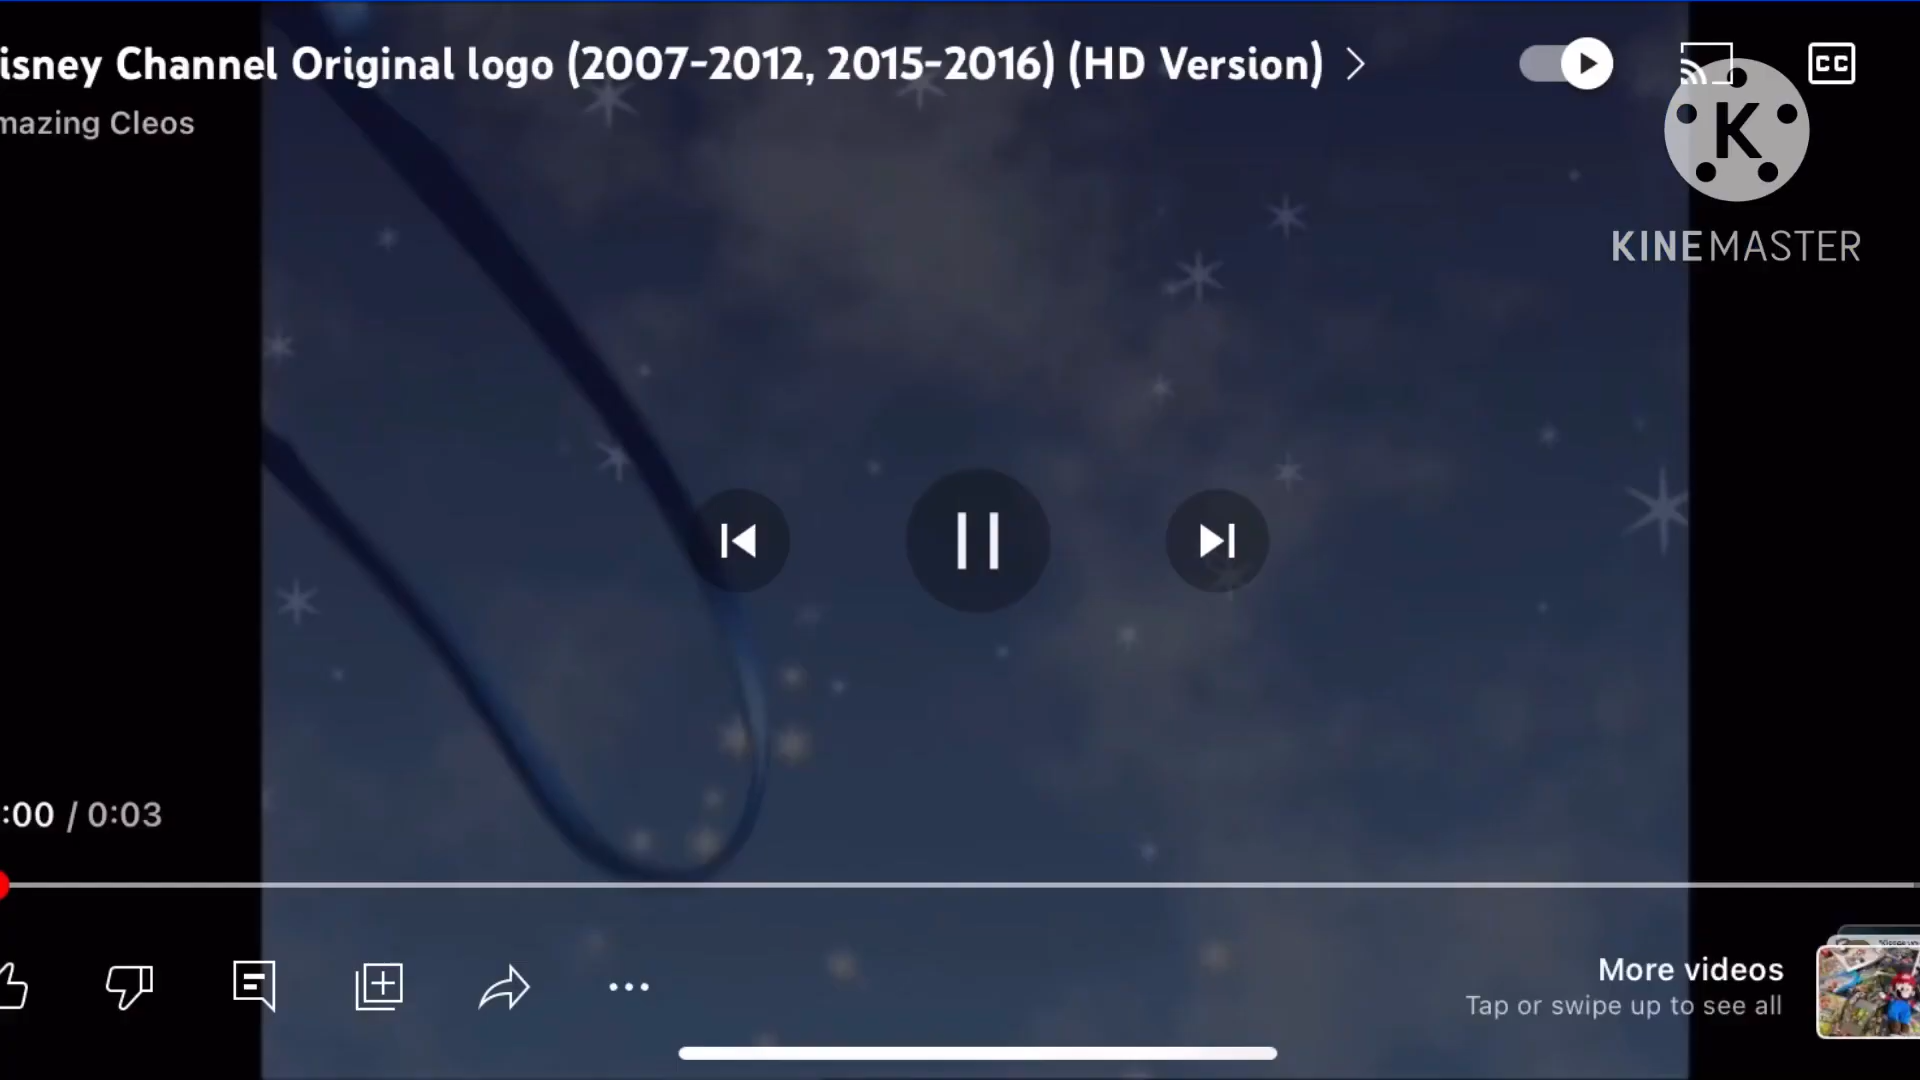 isney Channel Original logo (2007-2012, 2015-2016) (HD Version)
CC
mazing Cleos
K
KINEMASTER
:00 / 0:03
More videos
Tap or swipe up to see all